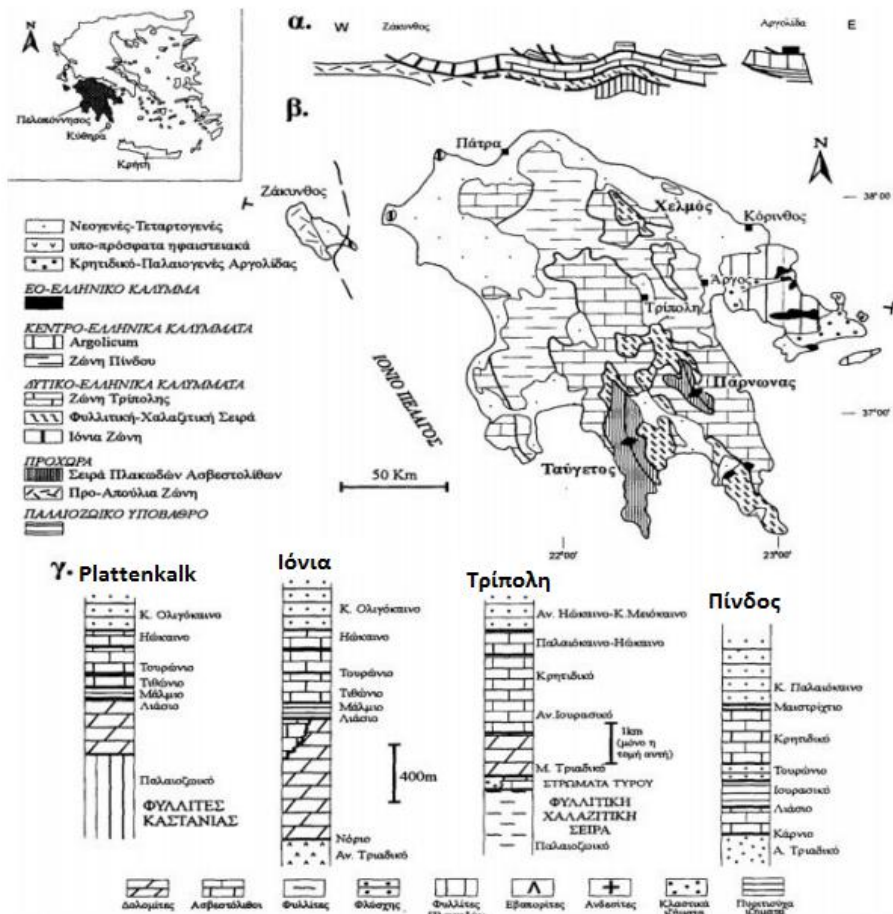 N
Πελοπόννησος
Κύθηρα
Κρήτη
α. W Ζάκυνθος Αργολίδα E
β.
N
Πάτρα
Ζάκυνθος
Χελμός
38°00'
Κόρινθος
Άργος
Τρίπολη
Πάρνωνας
37°00'
Ταΰγετος
ΙΟΝΙΟ ΠΕΛΑΓΟΣ
50 Km
22°00'
23°00'
Νεογενές-Τεταρτογενές
υπο-πρόσφατα ηφαιστειακά
Κρητιδικό-Παλαιογενές Αργολίδας
ΕΟ-ΕΛΛΗΝΙΚΟ ΚΑΛΥΜΜΑ
ΚΕΝΤΡΟ-ΕΛΛΗΝΙΚΑ ΚΑΛΥΜΜΑΤΑ
Argolicum
Ζώνη Πίνδου
ΔΥΤΙΚΟ-ΕΛΛΗΝΙΚΑ ΚΑΛΥΜΜΑΤΑ
Ζώνη Τρίπολης
Φυλλιτική-Χαλαζιτική Σειρά
Ιόνια Ζώνη
ΠΡΟΧΩΡΑ
Σειρά Πλακωδών Ασβεστολίθων
Προ-Απούλια Ζώνη
ΠΑΛΑΙΟΖΩΙΚΟ ΥΠΟΒΑΘΡΟ
γ.
Plattenkalk
Κ. Ολιγόκαινο
Ηώκαινο
Τουρώνιο
Τιθώνιο
Μάλμιο
Λιάσιο
Παλαιοζωικό
ΦΥΛΛΙΤΕΣ
ΚΑΣΤΑΝΙΑΣ
Ιόνια
Κ. Ολιγόκαινο
Ηώκαινο
Τουρώνιο
Τιθώνιο
Μάλμιο
Λιάσιο
400m
Νόριο
Αν. Τριαδικό
Τρίπολη
Αν. Ηώκαινο-Κ.Μειόκαινο
Παλαιόκαινο-Ηώκαινο
Κρητιδικό
Αν.Ιουρασικό
1km
(μόνο η
τομή αυτή)
Μ. Τριαδικό
ΣΤΡΩΜΑΤΑ ΤΥΡΟΥ
ΦΥΛΛΙΤΙΚΗ
ΧΑΛΑΖΙΤΙΚΗ
ΣΕΙΡΑ
Παλαιοζωικό
Πίνδος
Κ. Παλαιόκαινο
Μαιστρίχτιο
Κρητιδικό
Τουρώνιο
Ιουρασικό
Λιάσιο
Κάρνιο
Α. Τριαδικό
Δολομίτες Ασβεστόλιθοι Φυλλίτες Φλύσχης Φυλλίτες Εβαπορίτες Ανδεσίτες Κλαστικά Πυριτιούχα